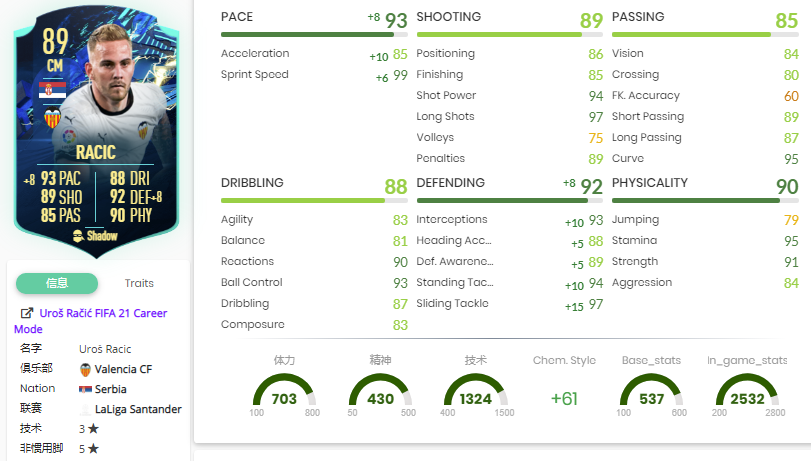 89
CM
RACIC
+8 93 PAC 88 DRI
89 SHO 92 DEF+8
85 PAS 90 PHY
Shadow
信息 Traits
Uroš Račić FIFA 21 Career
Mode
名字 Uroš Racic
俱乐部 Valencia CF
Nation Serbia
联赛 LaLiga Santander
技术 3 ★
非惯用脚 5 ★
PACE +8 93
Acceleration +10 85
Sprint Speed +6 99
SHOOTING 89
Positioning 86
Finishing 85
Shot Power 94
Long Shots 97
Volleys 75
Penalties 89
PASSING 85
Vision 84
Crossing 80
FK. Accuracy 60
Short Passing 89
Long Passing 87
Curve 95
DRIBBLING 88
Agility 83
Balance 81
Reactions 90
Ball Control 93
Dribbling 87
Composure 83
DEFENDING +8 92
Interceptions +10 93
Heading Acc... +5 88
Def. Awarene... +5 89
Standing Tac... +10 94
Sliding Tackle +15 97
PHYSICALITY 90
Jumping 79
Stamina 95
Strength 91
Aggression 84
体力
703
100 800
精神
430
50 500
技术
1324
400 1500
Chem. Style
+61
Base_stats
537
100 600
In_game_stats
2532
200 2800